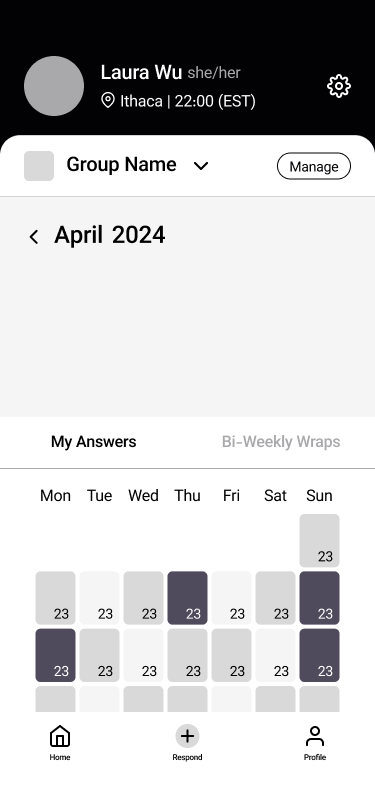 Laura Wu she/her
Ithaca | 22:00 (EST)
Group Name
Manage
April 2024
My Answers Bi-Weekly Wraps
Mon Tue Wed Thu Fri Sat Sun
23
23 23 23 23 23 23 23
23 23 23 23 23 23 23
Home Respond Profile